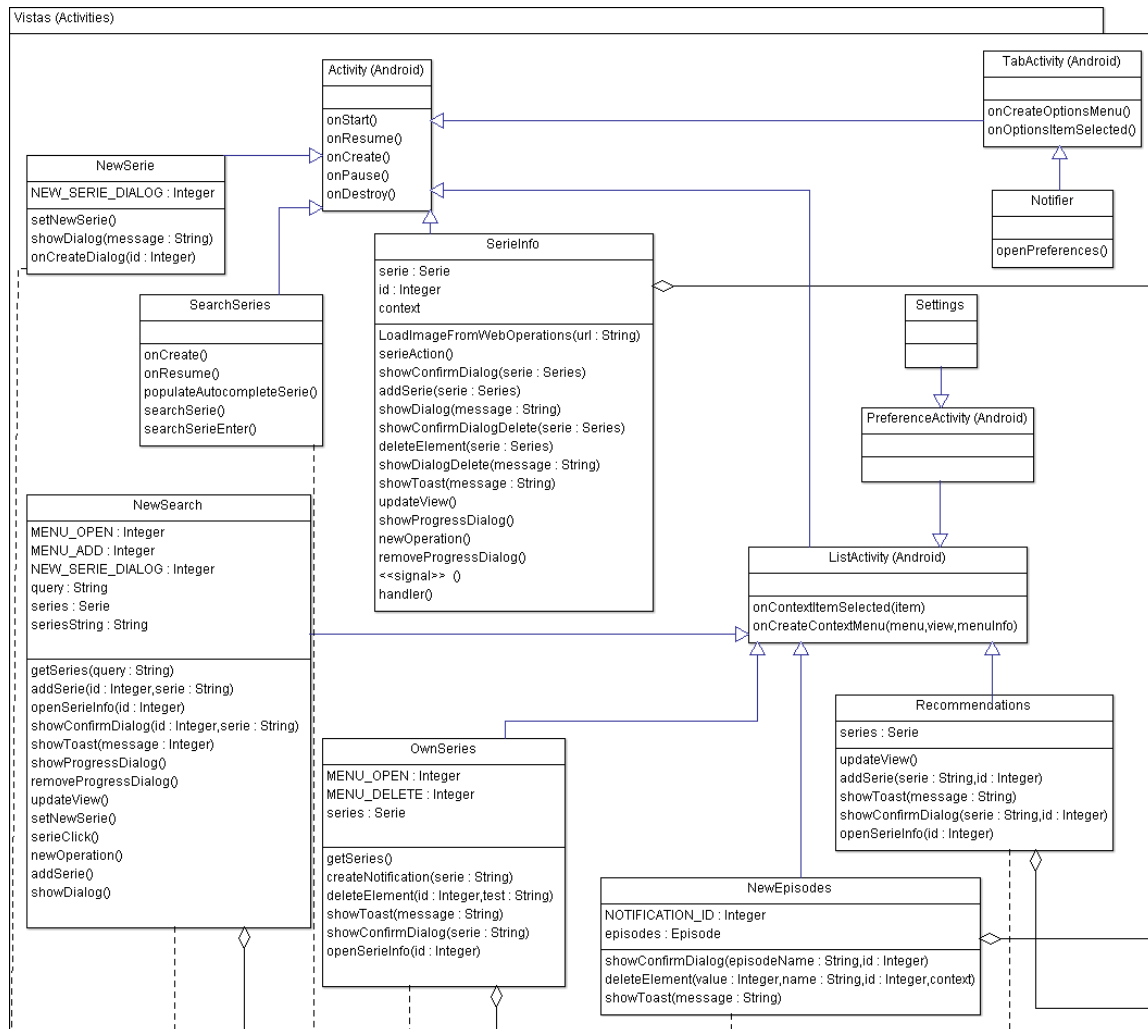 Vistas (Activities)
Activity (Android)
onStart()
onResume()
onCreate()
onPause()
onDestroy()
TabActivity (Android)
onCreateOptionsMenu()
onOptionsItemSelected()
NewSerie
NEW_SERIE_DIALOG : Integer
setNewSerie()
showDialog(message : String)
onCreateDialog(id : Integer)
Notifier
openPreferences()
SerieInfo
serie : Serie
id : Integer
context
LoadImageFromWebOperations(url : String)
serieAction()
showConfirmDialog(serie : Series)
addSerie(serie : Series)
showDialog(message : String)
showConfirmDialogDelete(serie : Series)
deleteElement(serie : Series)
showDialogDelete(message : String)
showToast(message : String)
updateView()
showProgressDialog()
newOperation()
removeProgressDialog()
<<signal>> ()
handler()
SearchSeries
onCreate()
onResume()
populateAutocompleteSerie()
searchSerie()
searchSerieEnter()
Settings
PreferenceActivity (Android)
NewSearch
MENU_OPEN : Integer
MENU_ADD : Integer
NEW_SERIE_DIALOG : Integer
query : String
series : Serie
seriesString : String
getSeries(query : String)
addSerie(id : Integer,serie : String)
openSerieInfo(id : Integer)
showConfirmDialog(id : Integer,serie : String)
showToast(message : Integer)
showProgressDialog()
removeProgressDialog()
updateView()
setNewSerie()
serieClick()
newOperation()
addSerie()
showDialog()
ListActivity (Android)
onContextItemSelected(item)
onCreateContextMenu(menu,view,menuInfo)
OwnSeries
MENU_OPEN : Integer
MENU_DELETE : Integer
series : Serie
getSeries()
createNotification(serie : String)
deleteElement(id : Integer,test : String)
showToast(message : String)
showConfirmDialog(serie : String)
openSerieInfo(id : Integer)
Recommendations
series : Serie
updateView()
addSerie(serie : String,id : Integer)
showToast(message : String)
showConfirmDialog(serie : String,id : Integer)
openSerieInfo(id : Integer)
NewEpisodes
NOTIFICATION_ID : Integer
episodes : Episode
showConfirmDialog(episodeName : String,id : Integer)
deleteElement(value : Integer,name : String,id : Integer,context)
showToast(message : String)